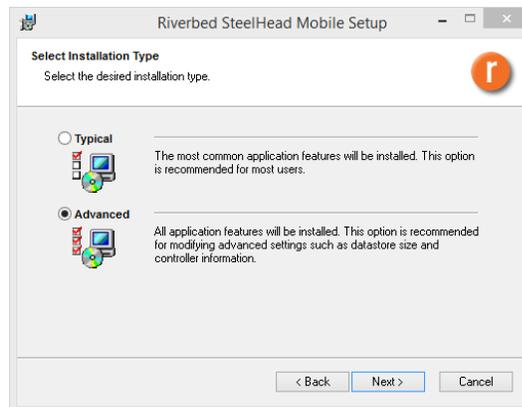 Riverbed SteelHead Mobile Setup
Select Installation Type
Select the desired installation type.
r
Typical
The most common application features will be installed. This option
is recommended for most users.
Advanced
All application features will be installed. This option is recommended
for modifying advanced settings such as datastore size and
controller information.
< Back Next > Cancel